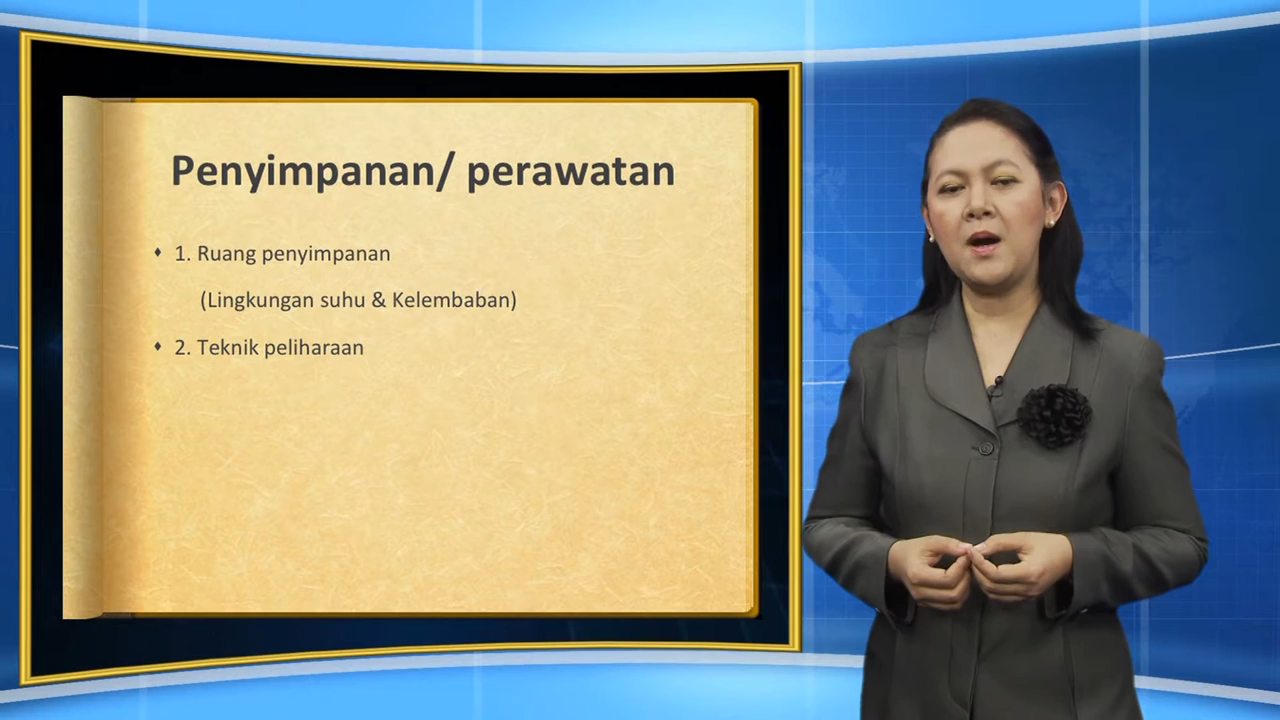 Penyimpanan/ perawatan
1. Ruang penyimpanan
(Lingkungan suhu & Kelembaban)
2. Teknik peliharaan